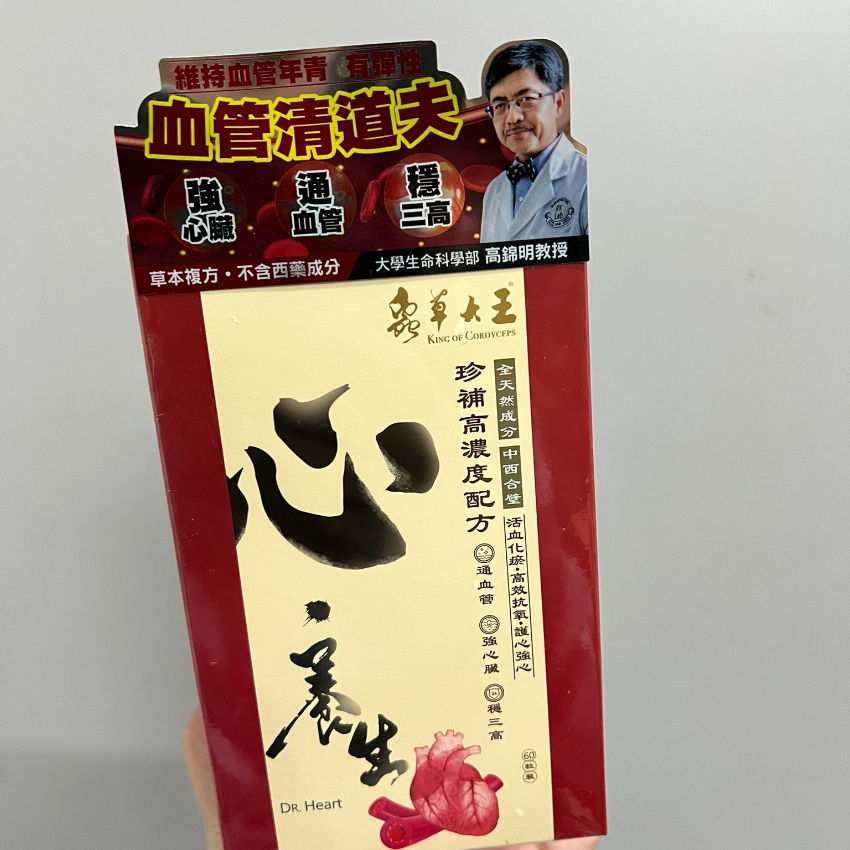 維持血管年青 有彈性
血管清道夫
強
心臟
通
血管
穩
三高
草本複方·不含西藥成分
大學生命科學部 高錦明教授
蟲草大王
KING OF CORDYCEPS
全天然成分 中西合璧
珍補高濃度配方
活血化瘀·高效抗氧·護心強心
通血管
強心臟
穩三高
心·養生
DR. Heart
60粒裝